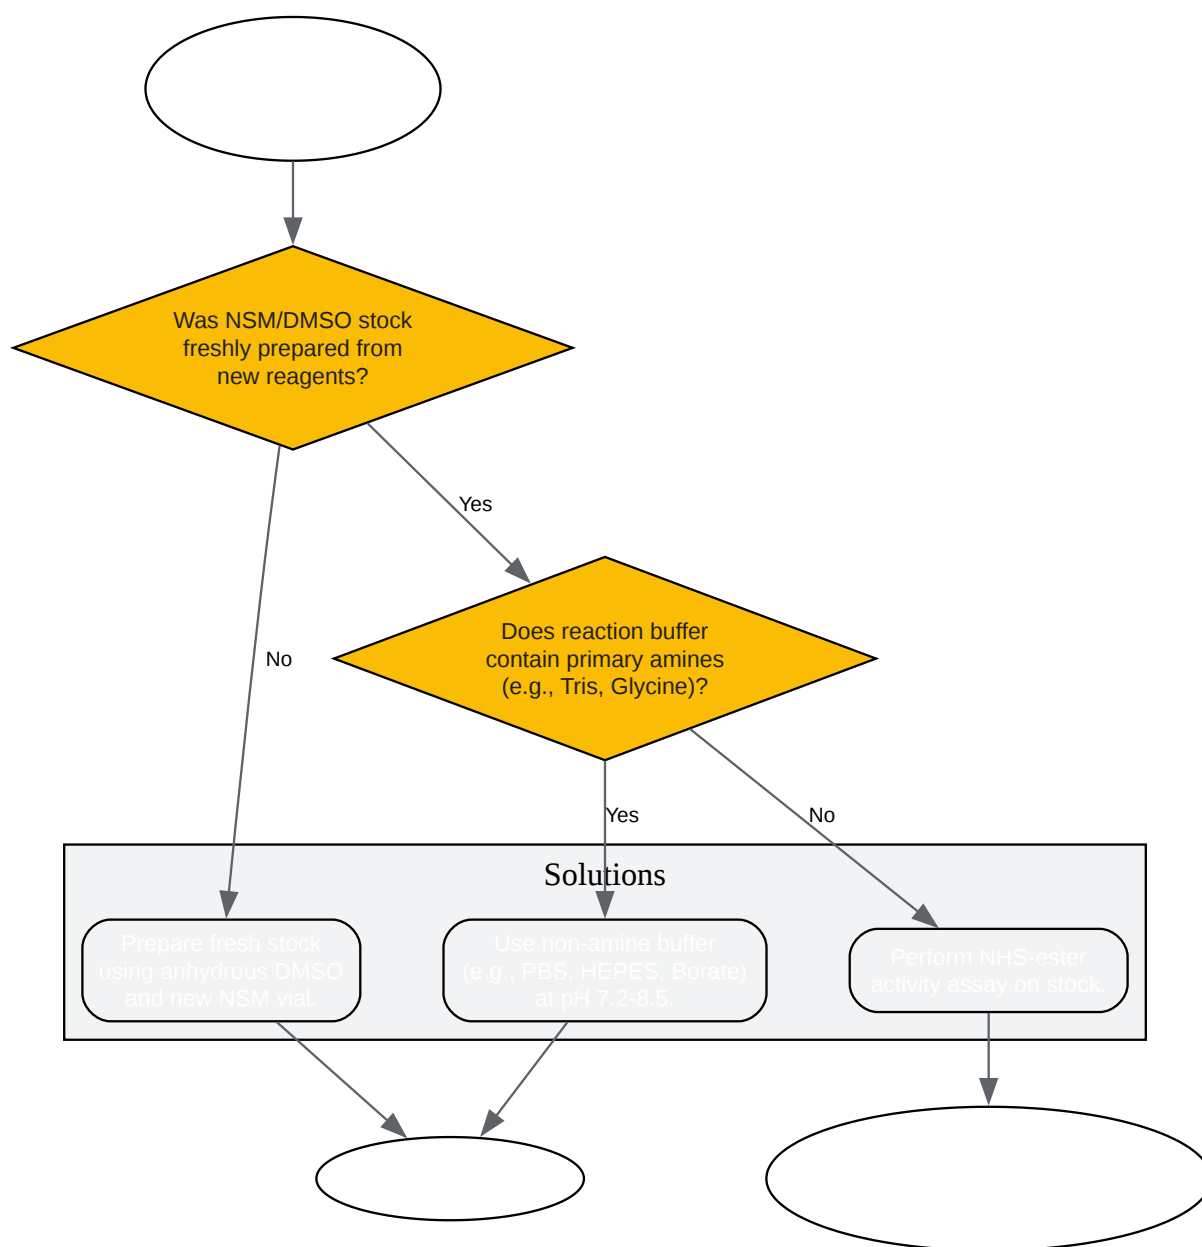 Was NSM/DMSO stock
freshly prepared from
new reagents?
Yes
Does reaction buffer
contain primary amines
(e.g., Tris, Glycine)?
No
Yes
No
Solutions
Prepare fresh stock
using anhydrous DMSO
and new NSM vial.
Use non-amine buffer
(e.g., PBS, HEPES, Borate)
at pH 7.2-8.5.
Perform NHS-ester
activity assay on stock.